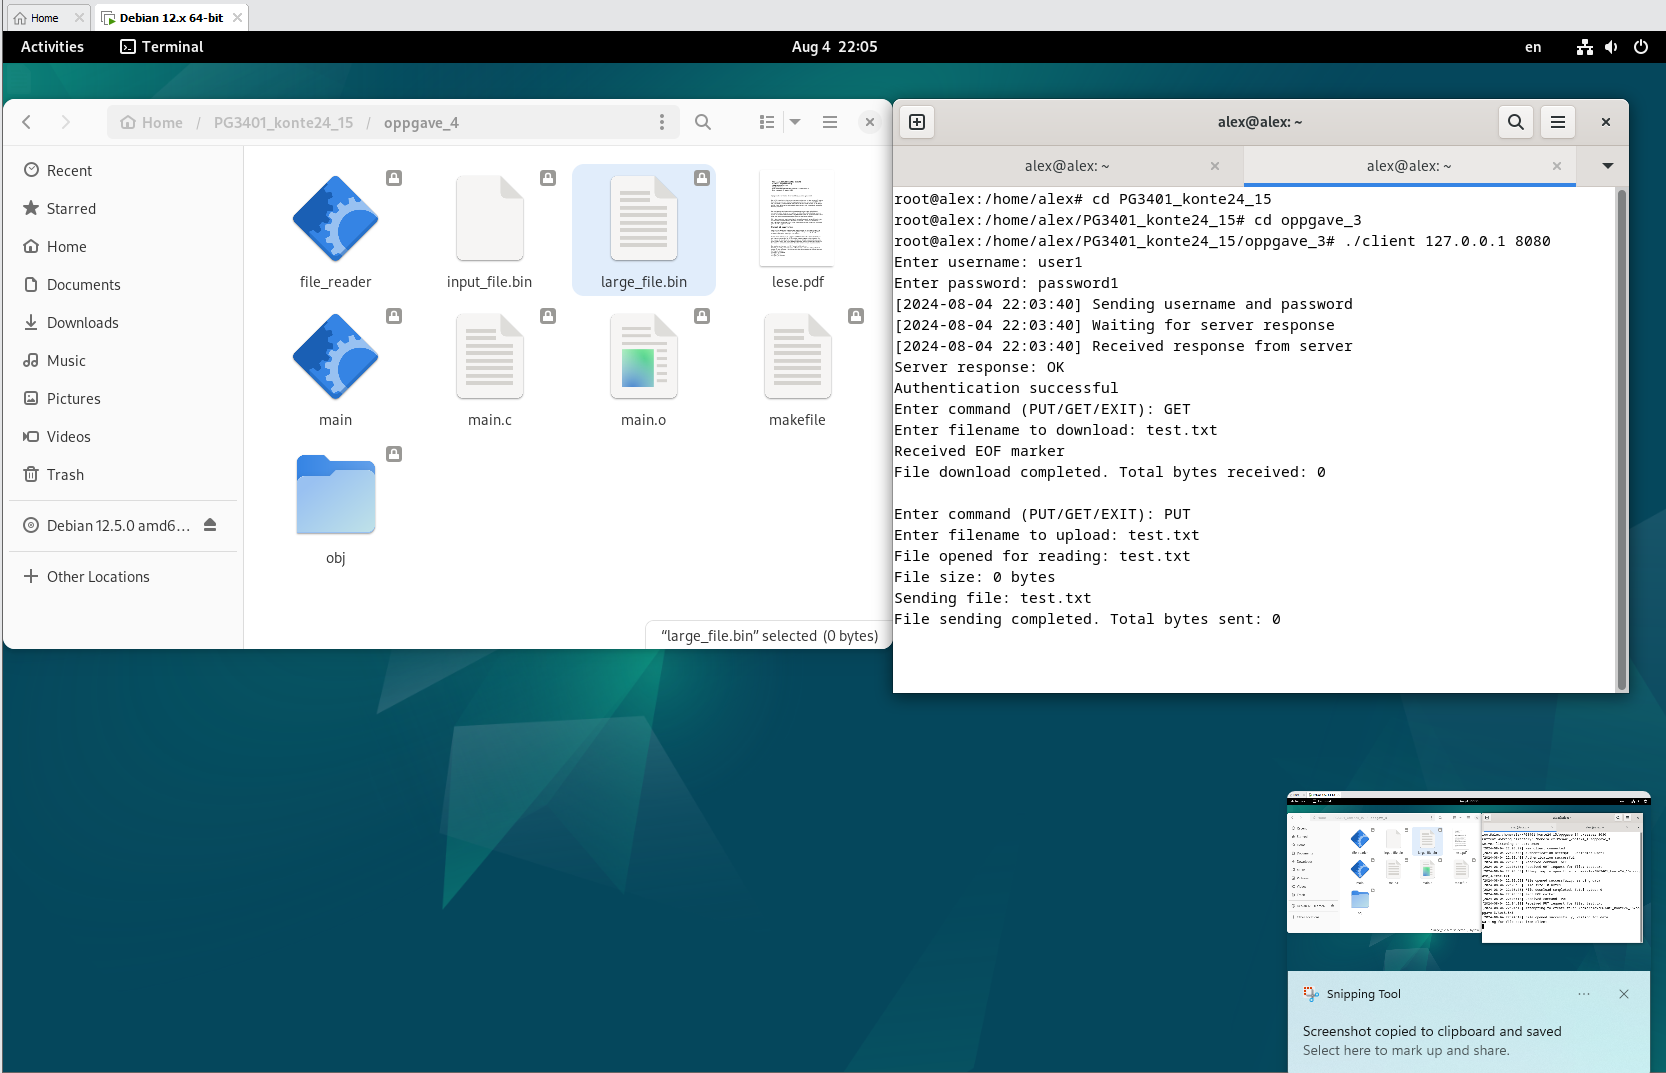 Home
Debian 12.x 64-bit
Activities
Terminal
Aug 4 22:05
en
Home / PG3401_konte24_15 / oppgave_4
Recent
Starred
Home
Documents
Downloads
Music
Pictures
Videos
Trash
Debian 12.5.0 amd6...
Other Locations
file_reader
input_file.bin
large_file.bin
lese.pdf
main
main.c
main.o
makefile
obj
“large_file.bin” selected (0 bytes)
alex@alex: ~
alex@alex: ~
alex@alex: ~
root@alex:/home/alex# cd PG3401_konte24_15
root@alex:/home/alex/PG3401_konte24_15# cd oppgave_3
root@alex:/home/alex/PG3401_konte24_15/oppgave_3# ./client 127.0.0.1 8080
Enter username: user1
Enter password: password1
[2024-08-04 22:03:40] Sending username and password
[2024-08-04 22:03:40] Waiting for server response
[2024-08-04 22:03:40] Received response from server
Server response: OK
Authentication successful
Enter command (PUT/GET/EXIT): GET
Enter filename to download: test.txt
Received EOF marker
File download completed. Total bytes received: 0
Enter command (PUT/GET/EXIT): PUT
Enter filename to upload: test.txt
File opened for reading: test.txt
File size: 0 bytes
Sending file: test.txt
File sending completed. Total bytes sent: 0
Snipping Tool
Screenshot copied to clipboard and saved
Select here to mark up and share.